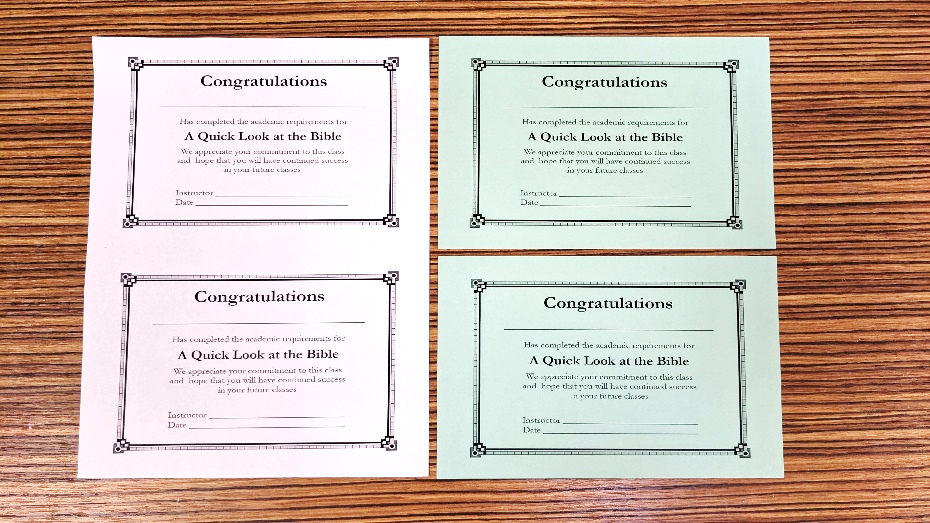 Congratulations
Has completed the academic requirements for
A Quick Look at the Bible
We appreciate your commitment to this class
and hope that you will have continued success
in your future classes
Instructor
Date
Congratulations
Has completed the academic requirements for
A Quick Look at the Bible
We appreciate your commitment to this class
and hope that you will have continued success
in your future classes
Instructor
Date
Congratulations
Has completed the academic requirements for
A Quick Look at the Bible
We appreciate your commitment to this class
and hope that you will have continued success
in your future classes
Instructor
Date
Congratulations
Has completed the academic requirements for
A Quick Look at the Bible
We appreciate your commitment to this class
and hope that you will have continued success
in your future classes
Instructor
Date